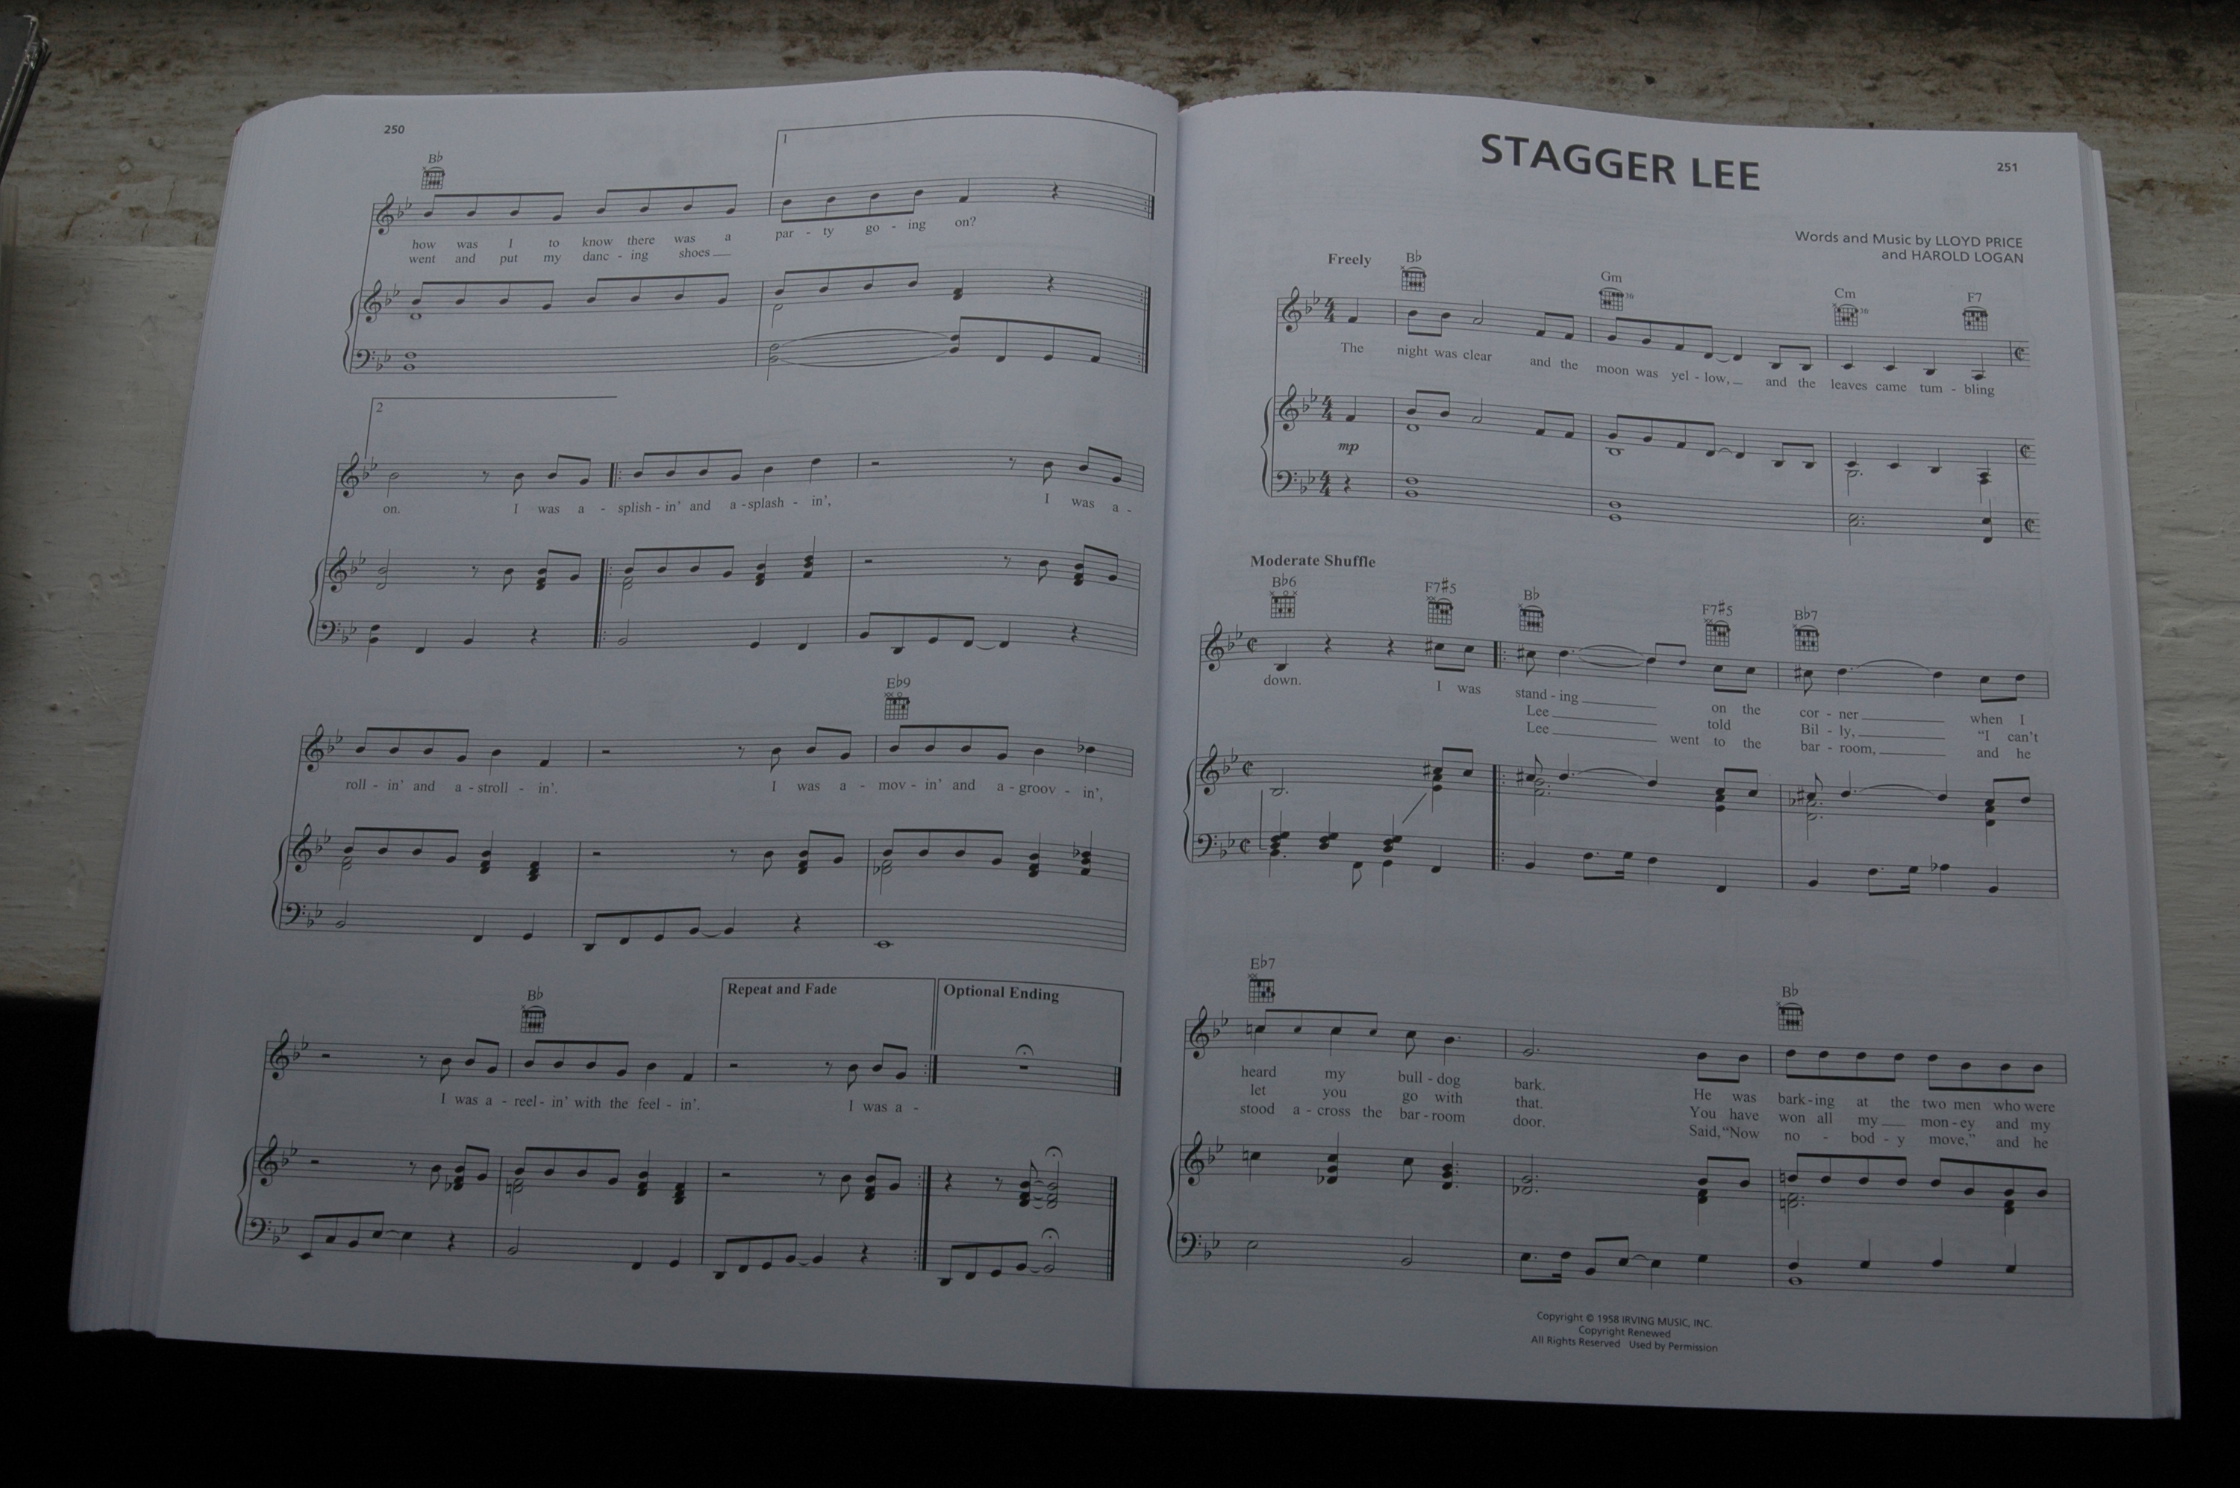 250
B♭
1
how was I to know there was a par - ty go - ing on?
went and put my danc - ing shoes
2
on. I was a - splish - in' and a - splash - in', I was a -
E♭9
roll - in' and a - stroll - in'. I was a - mov - in' and a - groov - in',
B♭
Repeat and Fade
Optional Ending
I was a - reel - in' with the feel - in'. I was a -
STAGGER LEE
251
Words and Music by LLOYD PRICE
and HAROLD LOGAN
Freely
B♭ Gm Cm F7
The night was clear and the moon was yel - low, and the leaves came tum - bling
mp
Moderate Shuffle
B♭6 F7♯5 B♭ F7♯5 B♭7
down. I was stand - ing on the cor - ner when I
Lee told Bil - ly, "I can't
Lee went to the bar - room, and he
E♭7 B♭
heard my bull - dog bark. He was bark - ing at the two men who were
let you go with that. You have won all my mon - ey and my
stood a - cross the bar - room door. Said, "Now no - bod - y move," and he
Copyright © 1958 IRVING MUSIC, INC.
Copyright Renewed
All Rights Reserved Used by Permission